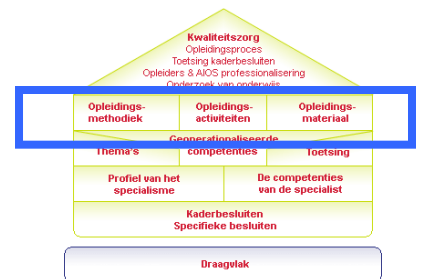 Kwaliteitszorg
Opleidingsproces
Toetsing kaderbesluiten
Opleiders & AIOS professionalisering
Onderzoek van onderwijs
Opleidings-
methodiek
Opleidings-
activiteiten
Opleidings-
materiaal
Geoperationaliseerde
Thema's
competenties
Toetsing
Profiel van het
specialisme
De competenties
van de specialist
Kaderbesluiten
Specifieke besluiten
Draagvlak